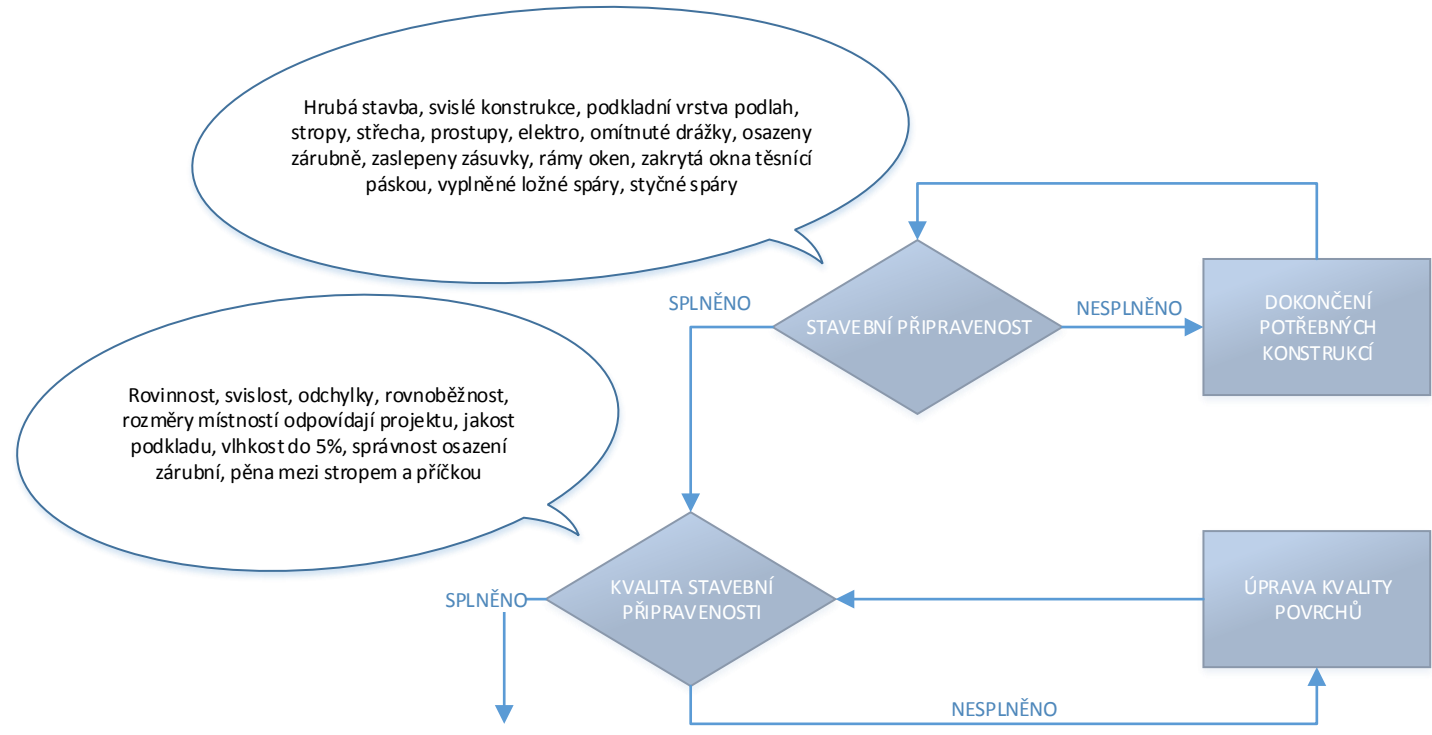 Hrubá stavba, svislé konstrukce, podkladní vrstva podlah,
stropy, střecha, prostupy, elektro, omítnuté drážky, osazeny
zárubně, zaslepeny zásuvky, rámy oken, zakrytá okna těsnící
páskou, vyplněné ložné spáry, styčné spáry
SPLNĚNO
STAVEBNÍ PŘIPRAVENOST
NESPLNĚNO
DOKONČENÍ
POTŘEBNÝCH
KONSTRUKCÍ
Rovinnost, svislost, odchylky, rovnoběžnost,
rozměry místností odpovídají projektu, jakost
podkladu, vlhkost do 5%, správnost osazení
zárubní, pěna mezi stropem a příčkou
SPLNĚNO
KVALITA STAVEBNÍ
PŘIPRAVENOSTI
ÚPRAVA KVALITY
POVRCHŮ
NESPLNĚNO